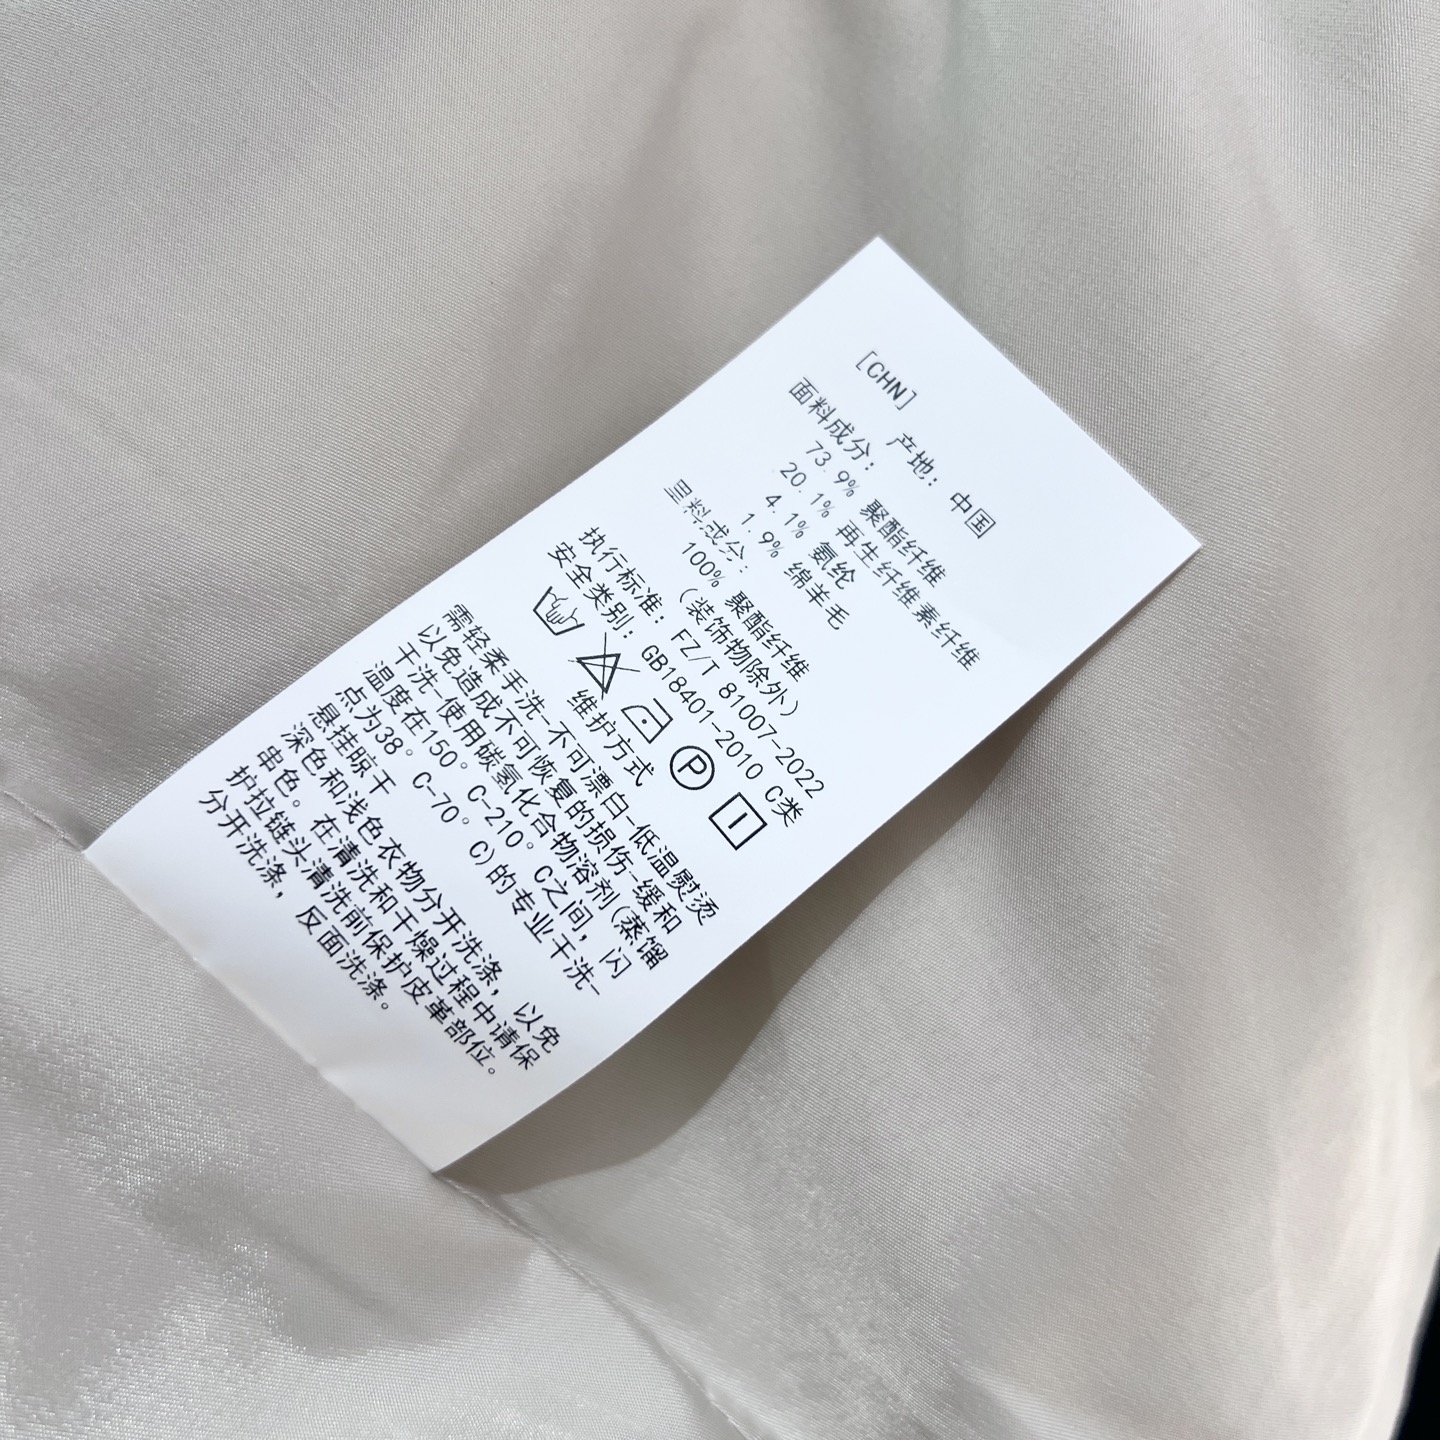 [CHN]
产地：中国
面料成分：
73.9% 聚酯纤维
20.1% 再生纤维素纤维
4.1% 氨纶
1.9% 绵羊毛
里料成分：
100% 聚酯纤维
（装饰物除外）
执行标准：FZ/T 81007-2022
安全类别：GB18401-2010 C类
P
维护方式
需轻柔手洗-不可漂白-低温熨烫
以免造成不可恢复的损伤-缓和
干洗-使用碳氢化合物溶剂(蒸馏
温度在150°C-210°C之间，闪
点为38°C-70°C)的专业干洗-
悬挂晾干
深色和浅色衣物分开洗涤，以免
串色。在清洗和干燥过程中请保
护拉链头清洗前保护皮革部位。
分开洗涤，反面洗涤。